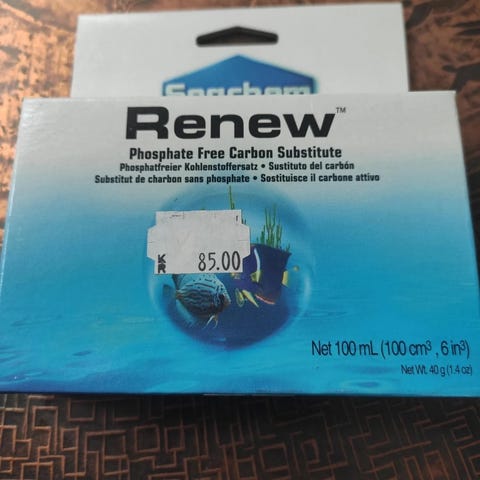 Seachem
Renew™
Phosphate Free Carbon Substitute
Phosphatfreier Kohlenstoffersatz • Sustituto del carbón
Substitut de charbon sans phosphate • Sostituisce il carbone attivo
KR 85.00
Net 100 mL (100 cm³ , 6 in³)
Net Wt. 40 g (1.4 oz)